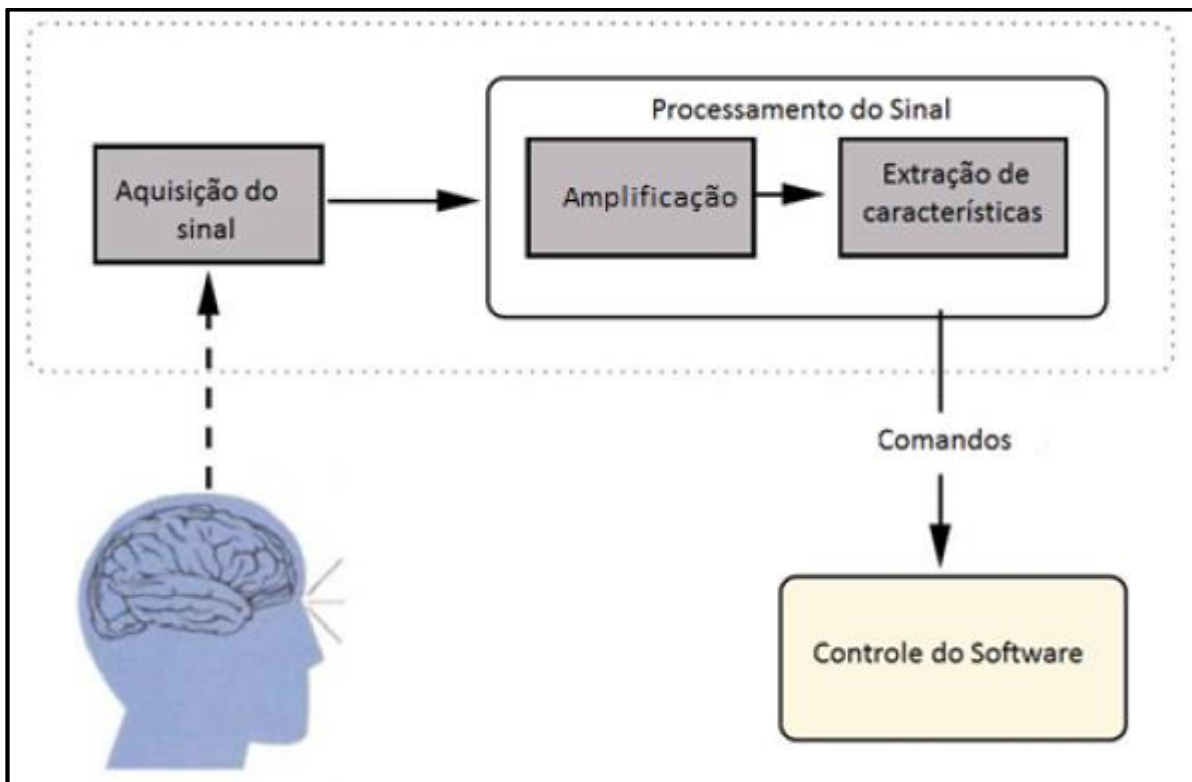 Processamento do Sinal
Aquisição do
sinal
Amplificação
Extração de
características
Comandos
Controle do Software